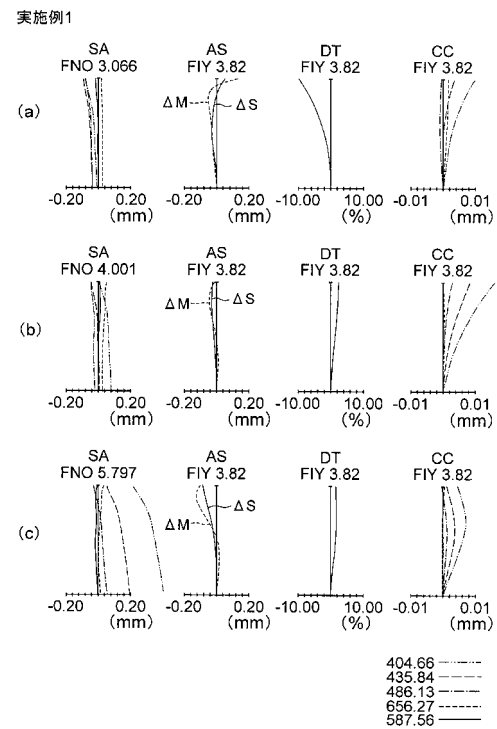 実施例1
SA AS DT CC
FNO 3.066 FIY 3.82 FIY 3.82 FIY 3.82
(a) ΔM ΔS
-0.20 0.20 -0.20 0.20 -10.00 10.00 -0.01 0.01
(mm) (mm) (%) (mm)
SA AS DT CC
FNO 4.001 FIY 3.82 FIY 3.82 FIY 3.82
(b) ΔM ΔS
-0.20 0.20 -0.20 0.20 -10.00 10.00 -0.01 0.01
(mm) (mm) (%) (mm)
SA AS DT CC
FNO 5.797 FIY 3.82 FIY 3.82 FIY 3.82
(c) ΔM ΔS
-0.20 0.20 -0.20 0.20 -10.00 10.00 -0.01 0.01
(mm) (mm) (%) (mm)
404.66
435.84
486.13
656.27
587.56